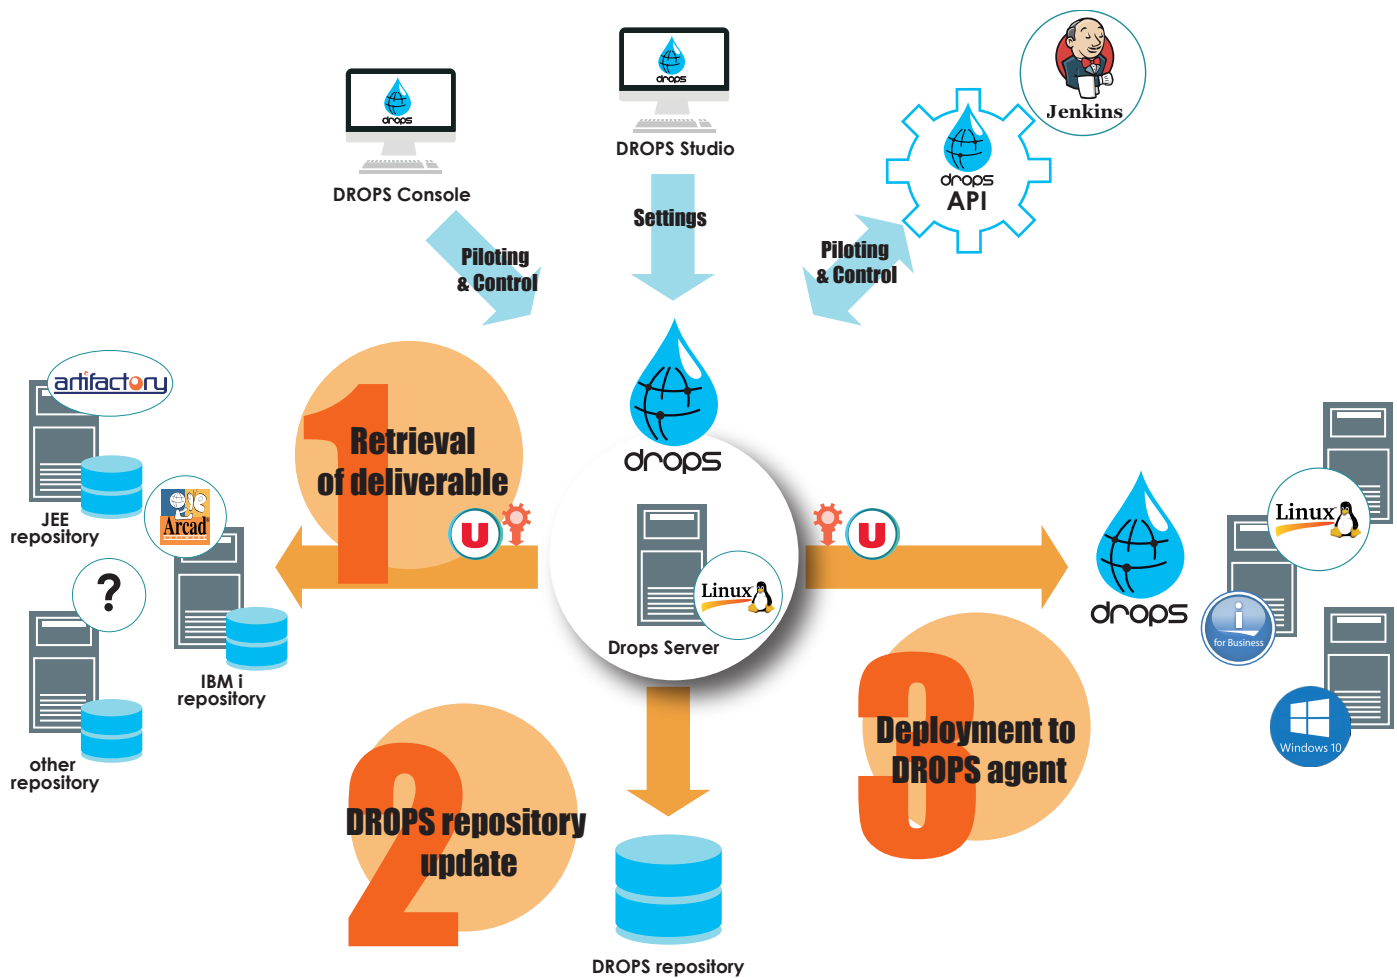 drops
DROPS Console
drops
DROPS Studio
Jenkins
drops
API
Piloting
& Control
Settings
Piloting
& Control
artifactory
JEE
repository
Arcad
?
IBM i
repository
other
repository
1
Retrieval
of deliverable
U
drops
Linux
Drops Server
U
drops
Linux
i
for Business
Windows 10
2
DROPS repository
update
DROPS repository
3
Deployment to
DROPS agent